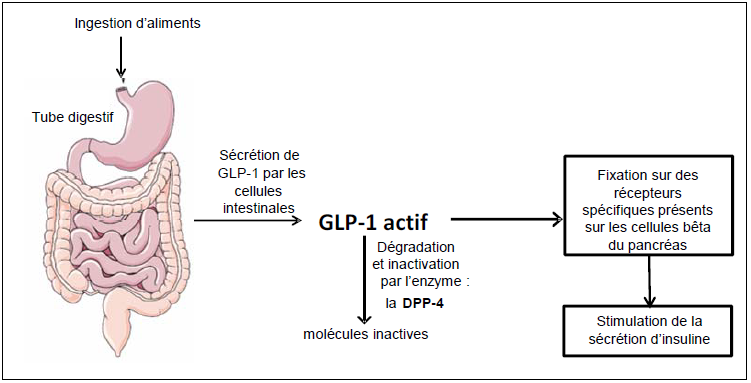 Ingestion d'aliments
Tube digestif
Sécrétion de
GLP-1 par les
cellules
intestinales
GLP-1 actif
Dégradation
et inactivation
par l'enzyme :
la DPP-4
molécules inactives
Fixation sur des
récepteurs
spécifiques présents
sur les cellules bêta
du pancréas
Stimulation de la
sécrétion d'insuline